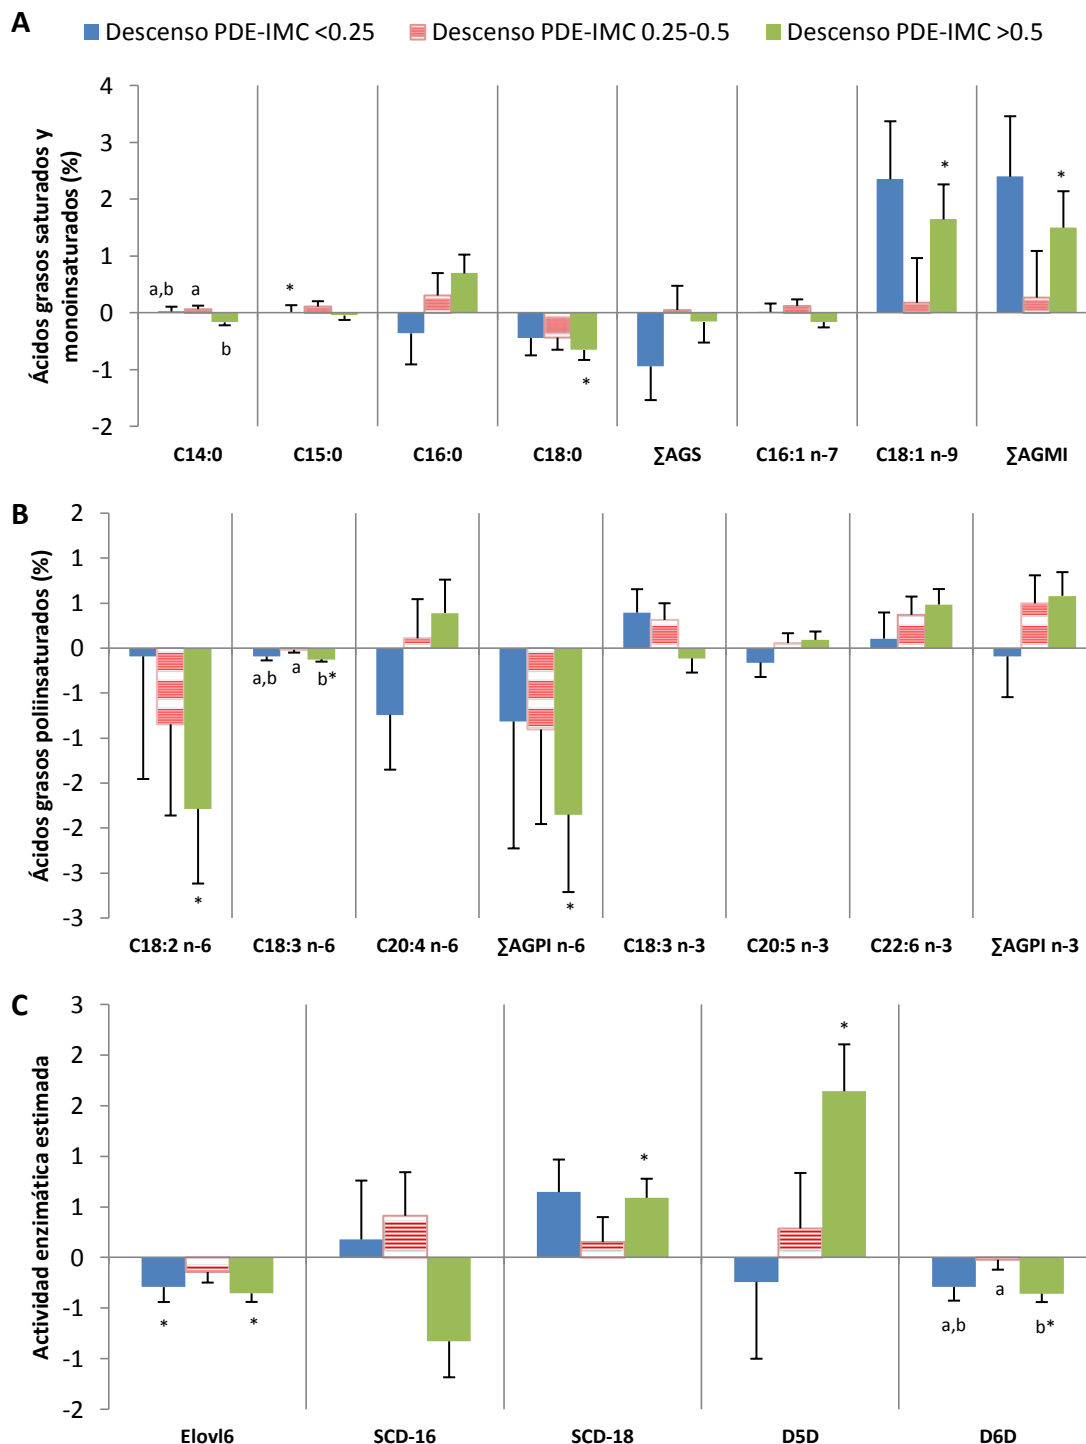 A
Descenso PDE-IMC <0.25 Descenso PDE-IMC 0.25-0.5 Descenso PDE-IMC >0.5
Ácidos grasos saturados y
monoinsaturados (%)
4
3
2
1
0
-1
-2
a,b a b * * * *
C14:0 C15:0 C16:0 C18:0 ∑AGS C16:1 n-7 C18:1 n-9 ∑AGMI
B
Ácidos grasos poliinsaturados (%)
2
1
1
0
-1
-1
-2
-2
-3
-3
* a,b a b* *
C18:2 n-6 C18:3 n-6 C20:4 n-6 ∑AGPI n-6 C18:3 n-3 C20:5 n-3 C22:6 n-3 ∑AGPI n-3
C
Actividad enzimática estimada
3
2
2
1
1
0
-1
-1
-2
* * * * a,b a b*
Elovl6 SCD-16 SCD-18 D5D D6D